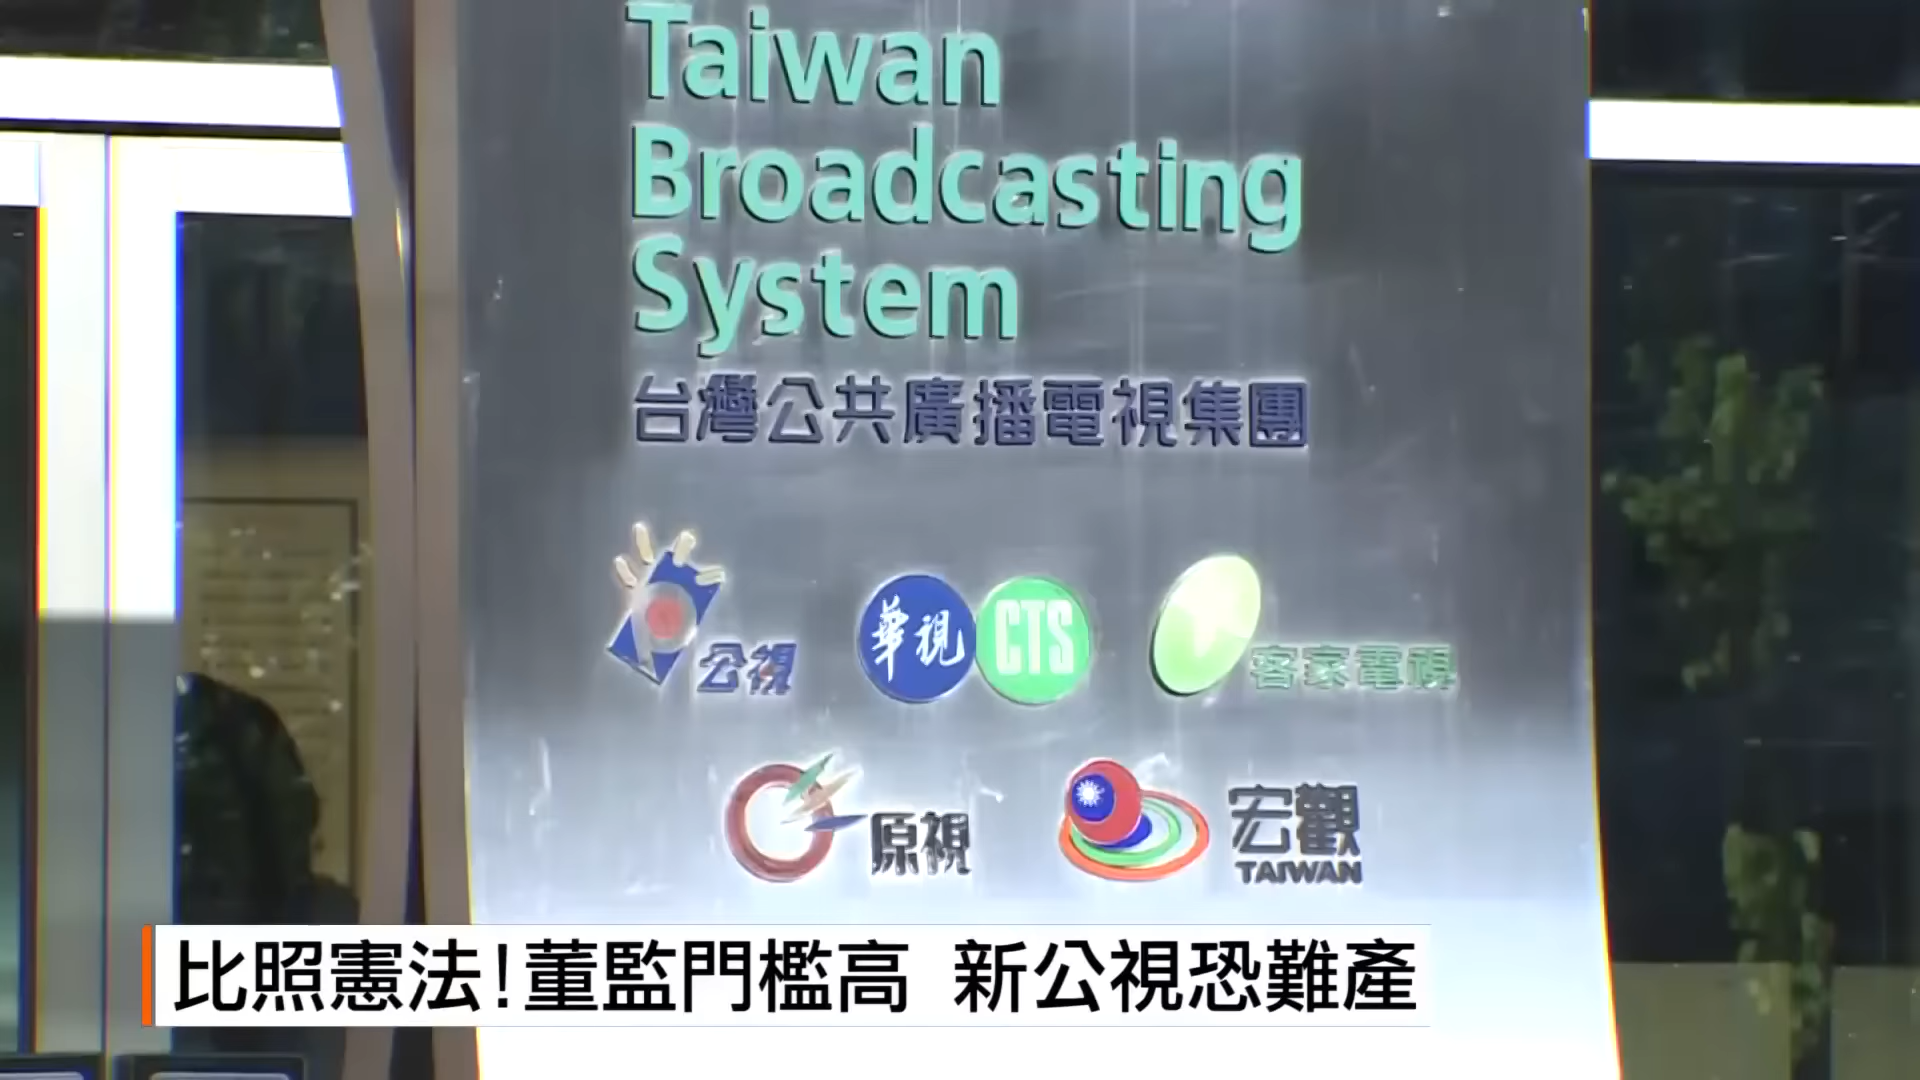 Taiwan
Broadcasting
System
台灣公共廣播電視集團
公視
華視 CTS
客家電視
原視
宏觀
TAIWAN
比照憲法!董監門檻高 新公視恐難產